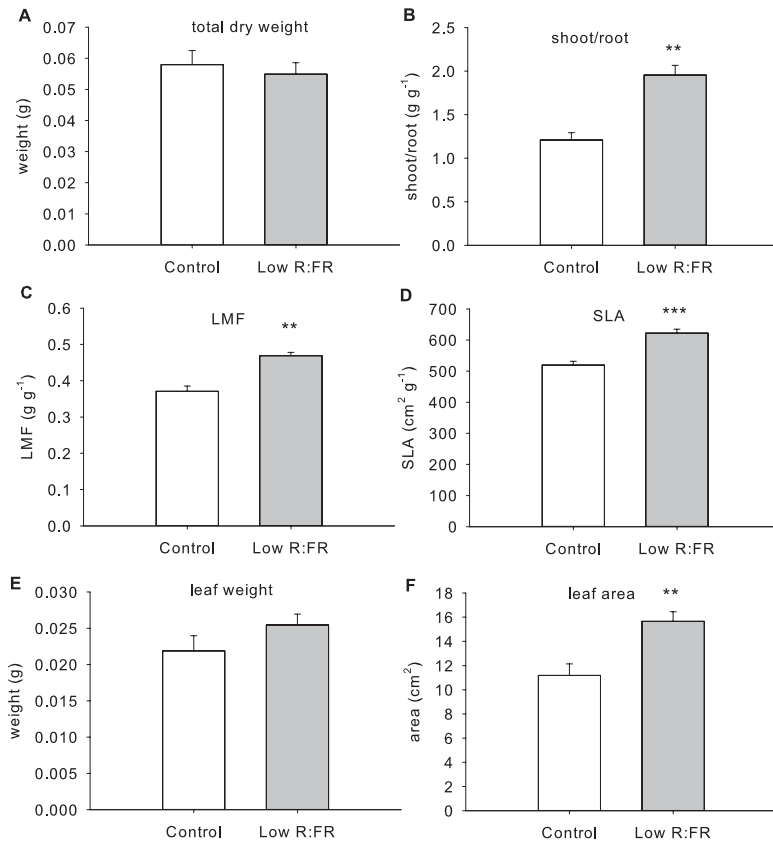 A
total dry weight
0.07
0.06
0.05
0.04
0.03
0.02
0.01
0.00
weight (g)
Control
Low R:FR
B
shoot/root
**
2.5
2.0
1.5
1.0
0.5
0.0
shoot/root (g g⁻¹)
Control
Low R:FR
C
LMF
**
0.6
0.5
0.4
0.3
0.2
0.1
0.0
LMF (g g⁻¹)
Control
Low R:FR
D
SLA
***
700
600
500
400
300
200
100
0
SLA (cm² g⁻¹)
Control
Low R:FR
E
leaf weight
0.030
0.025
0.020
0.015
0.010
0.005
0.000
weight (g)
Control
Low R:FR
F
leaf area
**
18
16
14
12
10
8
6
4
2
0
area (cm²)
Control
Low R:FR